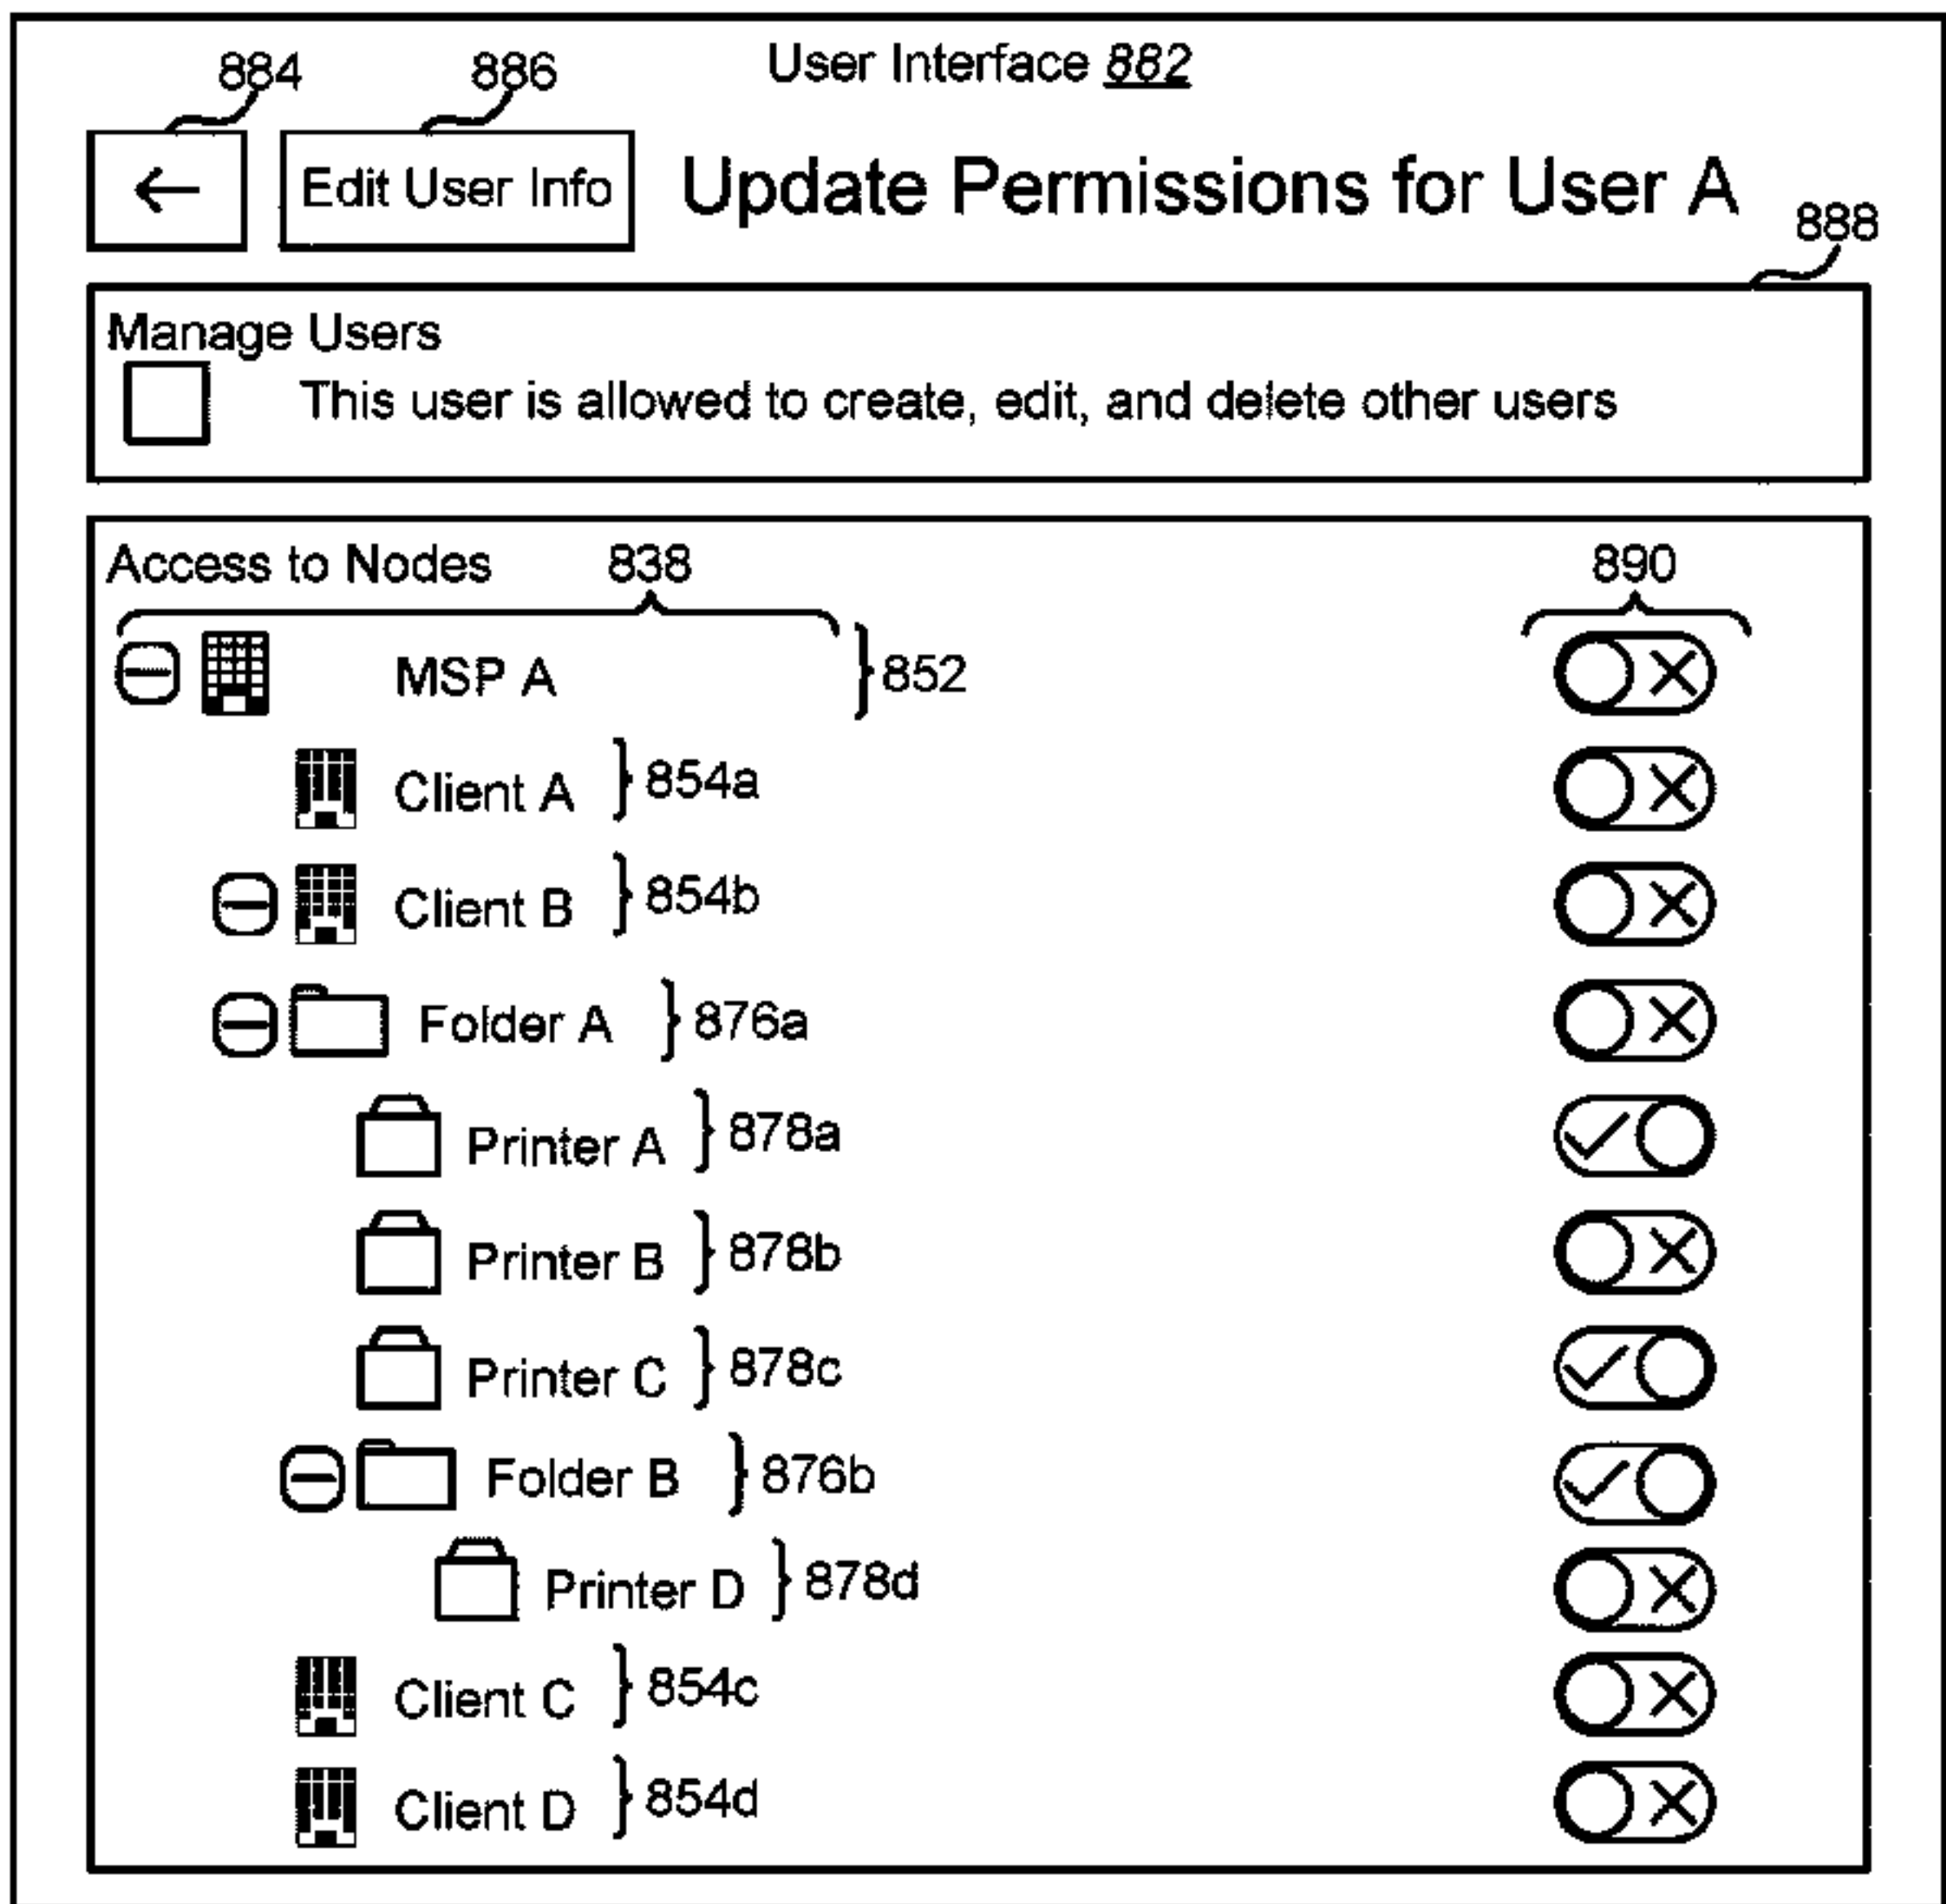 884 886 User Interface 882
Edit User Info Update Permissions for User A
888
Manage Users
This user is allowed to create, edit, and delete other users
Access to Nodes 838 890
MSP A 852
Client A 854a
Client B 854b
Folder A 876a
Printer A 878a
Printer B 878b
Printer C 878c
Folder B 876b
Printer D 878d
Client C 854c
Client D 854d